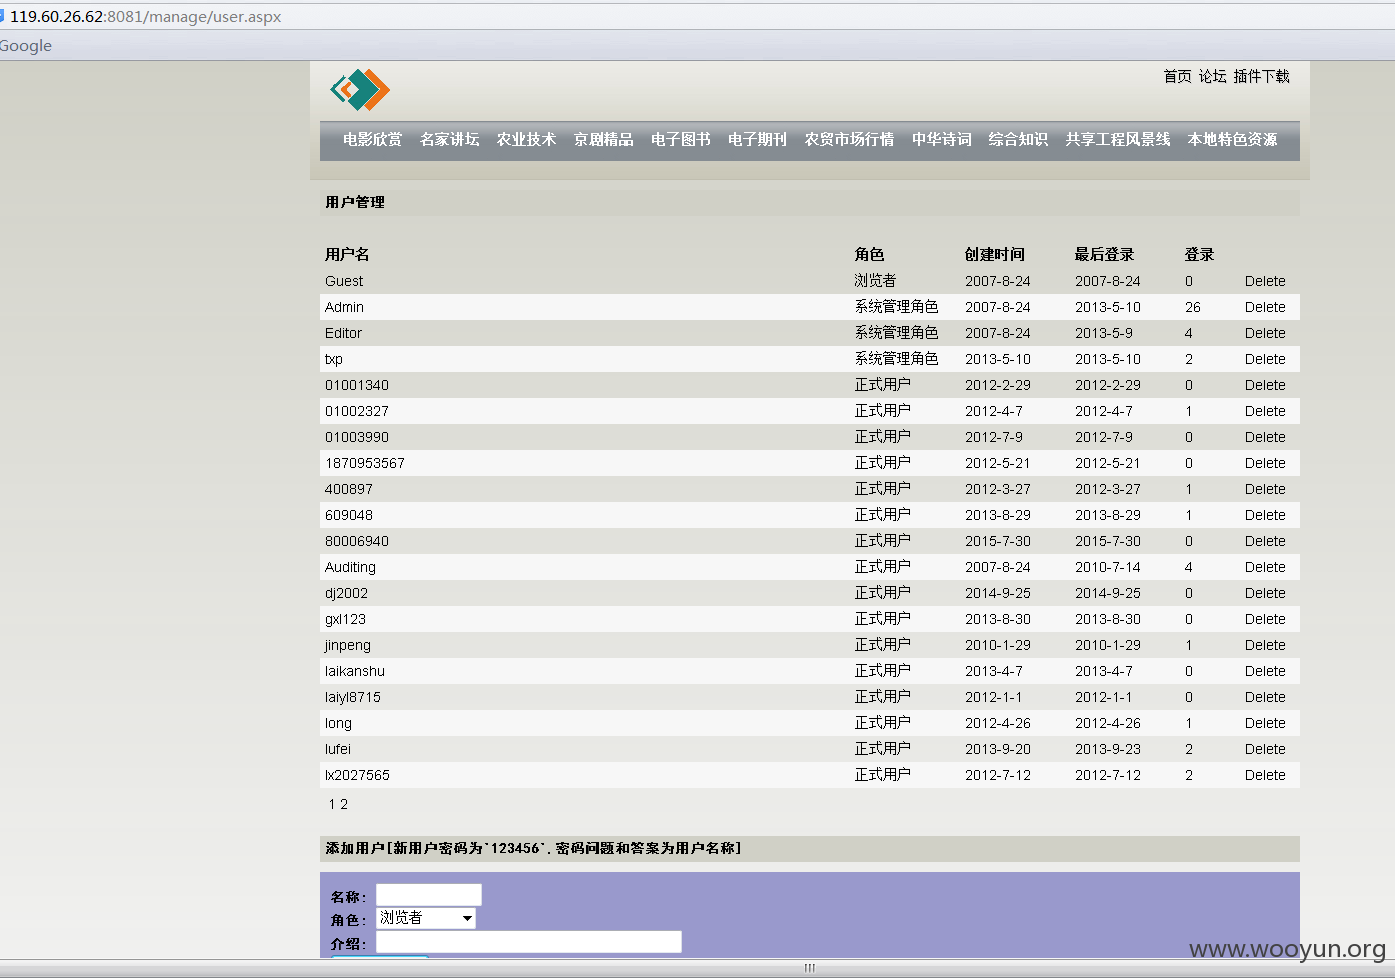 119.60.26.62:8081/manage/user.aspx
Google
首页 论坛 插件下载
电影欣赏 名家讲坛 农业技术 京剧精品 电子图书 电子期刊 农贸市场行情 中华诗词 综合知识 共享工程风景线 本地特色资源
用户管理
用户名 角色 创建时间 最后登录 登录
Guest 浏览者 2007-8-24 2007-8-24 0 Delete
Admin 系统管理角色 2007-8-24 2013-5-10 26 Delete
Editor 系统管理角色 2007-8-24 2013-5-9 4 Delete
txp 系统管理角色 2013-5-10 2013-5-10 2 Delete
01001340 正式用户 2012-2-29 2012-2-29 0 Delete
01002327 正式用户 2012-4-7 2012-4-7 1 Delete
01003990 正式用户 2012-7-9 2012-7-9 0 Delete
1870953567 正式用户 2012-5-21 2012-5-21 0 Delete
400897 正式用户 2012-3-27 2012-3-27 1 Delete
609048 正式用户 2013-8-29 2013-8-29 1 Delete
80006940 正式用户 2015-7-30 2015-7-30 0 Delete
Auditing 正式用户 2007-8-24 2010-7-14 4 Delete
dj2002 正式用户 2014-9-25 2014-9-25 0 Delete
gxl123 正式用户 2013-8-30 2013-8-30 0 Delete
jinpeng 正式用户 2010-1-29 2010-1-29 1 Delete
laikanshu 正式用户 2013-4-7 2013-4-7 0 Delete
laiyl8715 正式用户 2012-1-1 2012-1-1 0 Delete
long 正式用户 2012-4-26 2012-4-26 1 Delete
lufei 正式用户 2013-9-20 2013-9-23 2 Delete
lx2027565 正式用户 2012-7-12 2012-7-12 2 Delete
1 2
添加用户[新用户密码为`123456`.密码问题和答案为用户名称]
名称:
角色: 浏览者
介绍:
www.wooyun.org